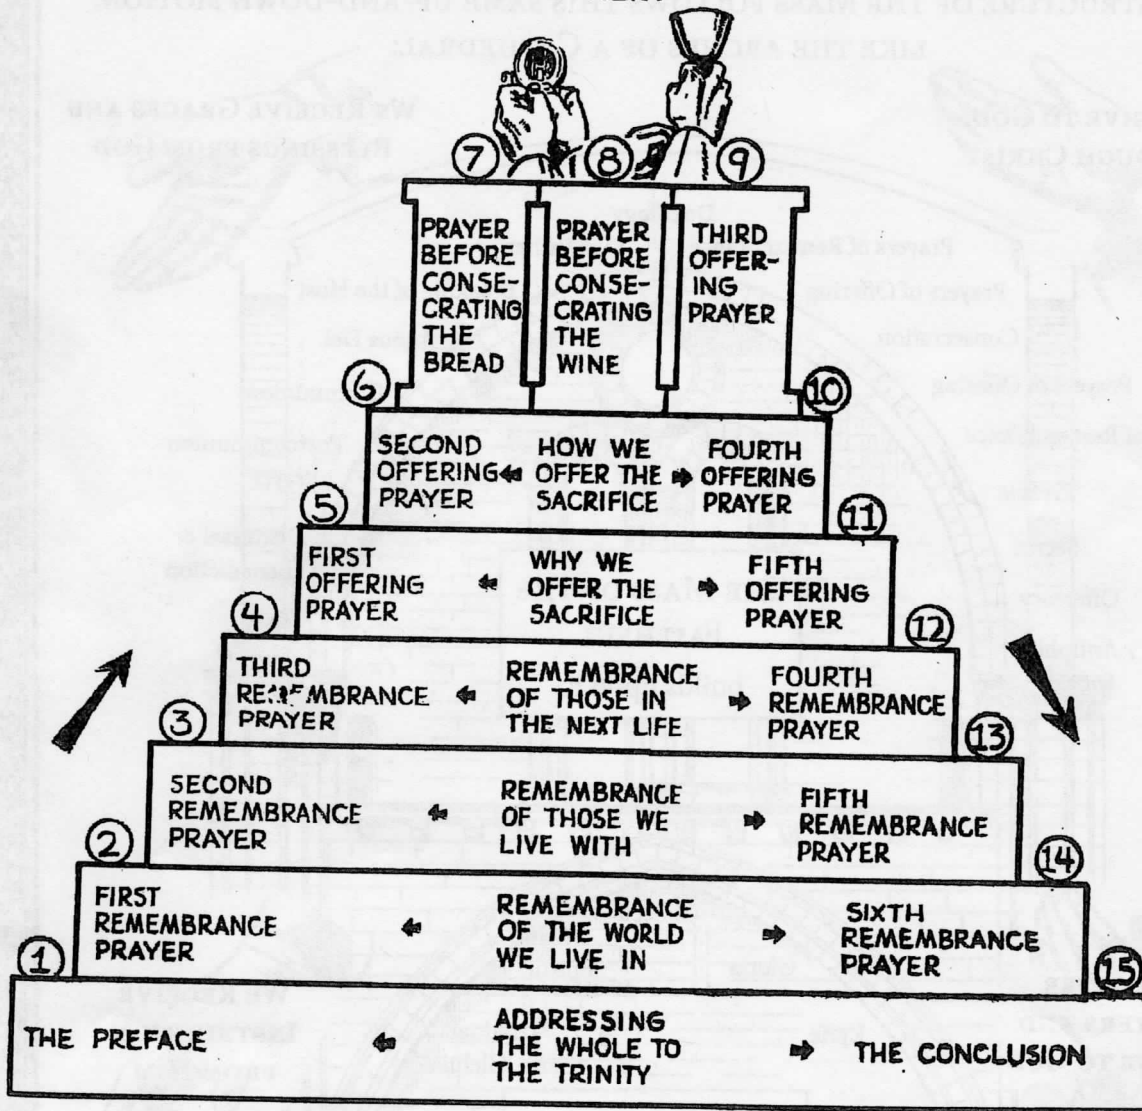 7
8
9
PRAYER
BEFORE
CONSE-
CRATING
THE
BREAD
PRAYER
BEFORE
CONSE-
CRATING
THE
WINE
THIRD
OFFER-
ING
PRAYER
6
10
SECOND
OFFERING
PRAYER
HOW WE
OFFER THE
SACRIFICE
FOURTH
OFFERING
PRAYER
5
11
FIRST
OFFERING
PRAYER
WHY WE
OFFER THE
SACRIFICE
FIFTH
OFFERING
PRAYER
4
12
THIRD
REMEMBRANCE
PRAYER
REMEMBRANCE
OF THOSE IN
THE NEXT LIFE
FOURTH
REMEMBRANCE
PRAYER
3
13
SECOND
REMEMBRANCE
PRAYER
REMEMBRANCE
OF THOSE WE
LIVE WITH
FIFTH
REMEMBRANCE
PRAYER
2
14
FIRST
REMEMBRANCE
PRAYER
REMEMBRANCE
OF THE WORLD
WE LIVE IN
SIXTH
REMEMBRANCE
PRAYER
1
15
THE PREFACE
ADDRESSING
THE WHOLE TO
THE TRINITY
THE CONCLUSION